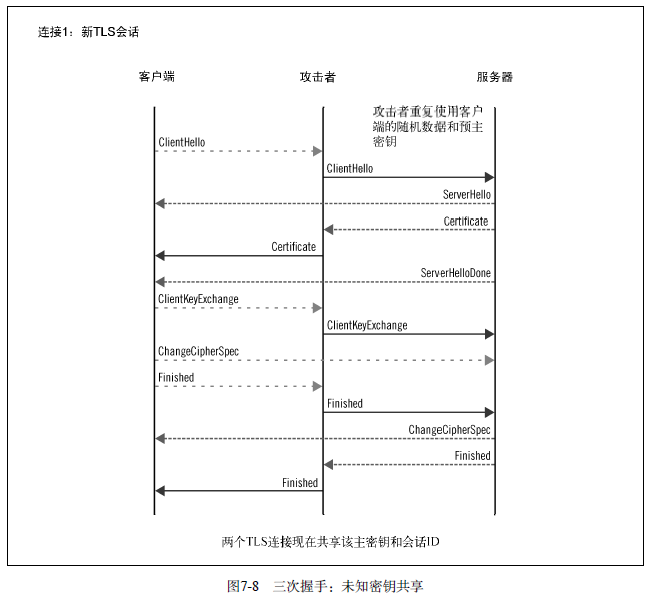 连接1：新TLS会话
客户端
攻击者
服务器
攻击者重复使用客
户端的随机数据和预主
密钥
ClientHello
ClientHello
ServerHello
Certificate
Certificate
ServerHelloDone
ClientKeyExchange
ClientKeyExchange
ChangeCipherSpec
Finished
Finished
ChangeCipherSpec
Finished
Finished
两个TLS连接现在共享该主密钥和会话ID
图7-8 三次握手：未知密钥共享